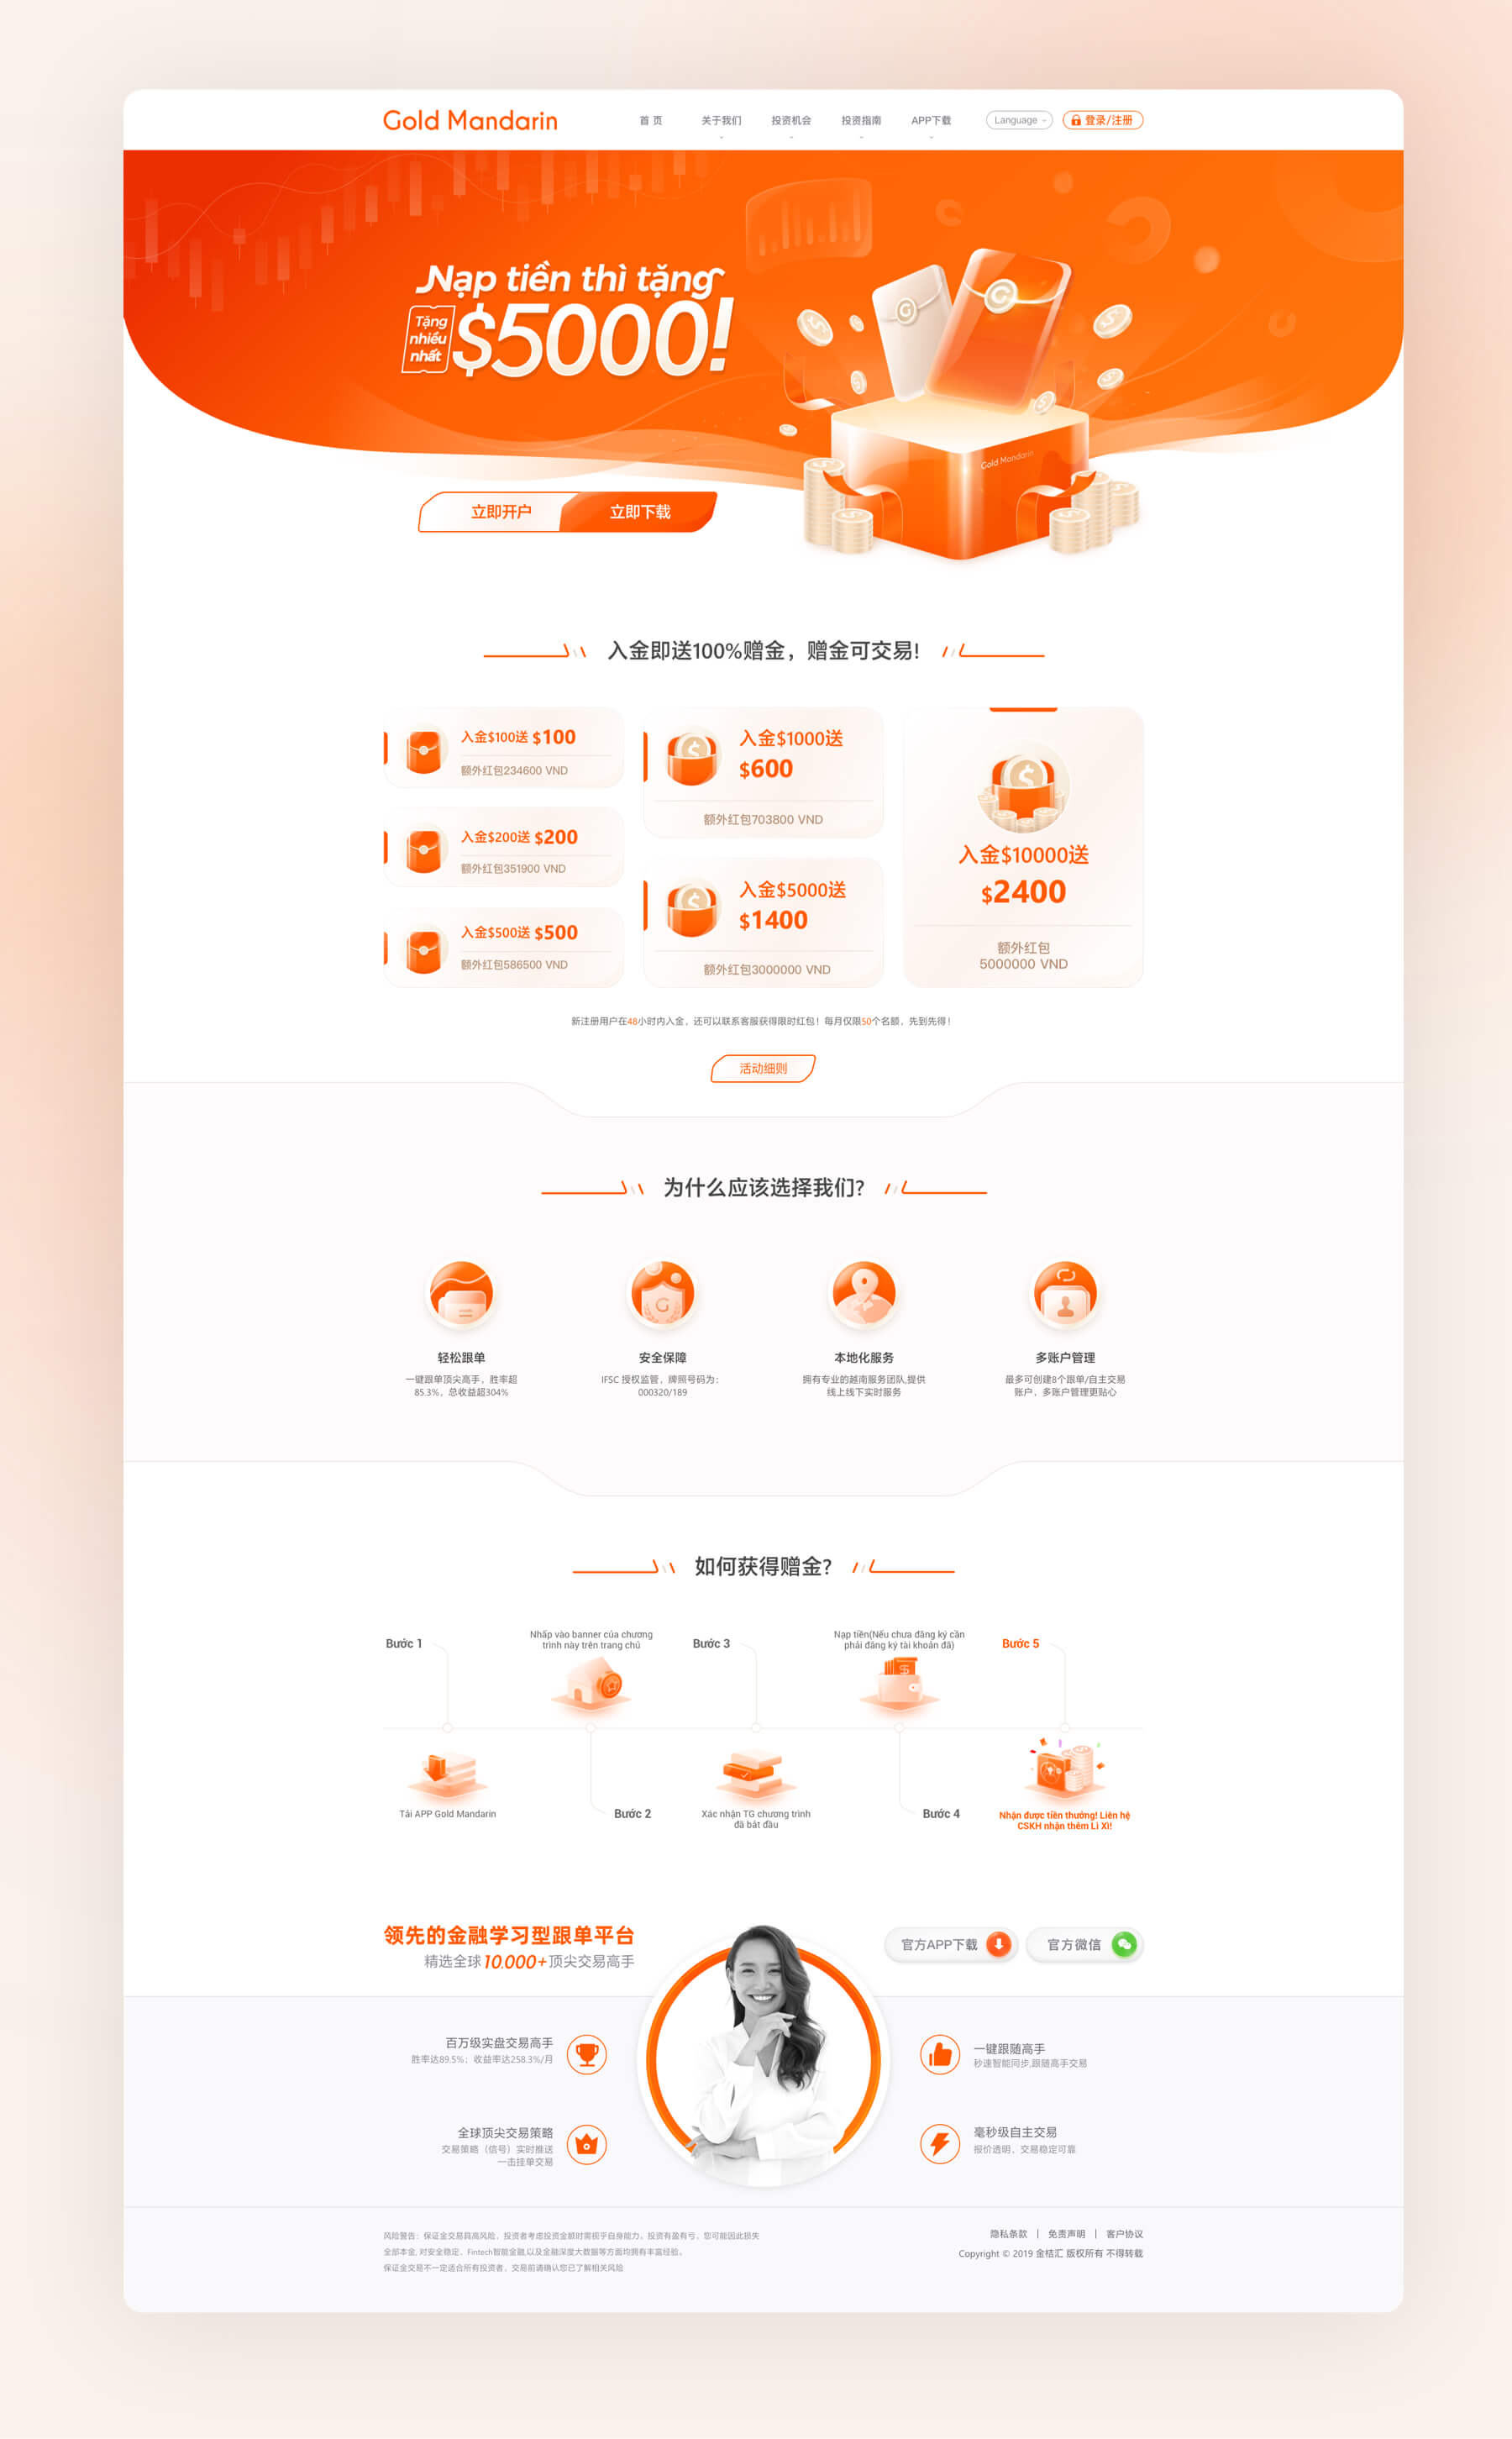 Gold Mandarin
首 页
关于我们
投资机会
投资指南
APP下载
Language
登录/注册
Nạp tiền thì tặng
Tặng
nhiều
nhất
$5000!
Gold Mandarin
立即开户
立即下载
入金即送100%赠金，赠金可交易!
入金$100送 $100
额外红包234600 VND
入金$200送 $200
额外红包351900 VND
入金$500送 $500
额外红包586500 VND
入金$1000送
$600
额外红包703800 VND
入金$5000送
$1400
额外红包3000000 VND
入金$10000送
$2400
额外红包
5000000 VND
新注册用户在48小时内入金，还可以联系客服获得限时红包！每月仅限50个名额，先到先得！
活动细则
为什么应该选择我们?
轻松跟单
一键跟单顶尖高手，胜率超
85.3%，总收益超304%
安全保障
IFSC 授权监管，牌照号码为：
000320/189
本地化服务
拥有专业的越南服务团队,提供
线上线下实时服务
多账户管理
最多可创建8个跟单/自主交易
账户，多账户管理更贴心
如何获得赠金?
Bước 1
Tải APP Gold Mandarin
Nhấp vào banner của chương
trình này trên trang chủ
Bước 2
Bước 3
Xác nhận TG chương trình
đã bắt đầu
Nạp tiền(Nếu chưa đăng ký cần
phải đăng ký tài khoản đã)
Bước 4
Bước 5
Nhận được tiền thưởng! Liên hệ
CSKH nhận thêm Lì Xì!
领先的金融学习型跟单平台
精选全球10,000+顶尖交易高手
官方APP下载
官方微信
百万级实盘交易高手
胜率达89.5%；收益率达258.3%/月
全球顶尖交易策略
交易策略（信号）实时推送
一击挂单交易
一键跟随高手
秒速智能同步,跟随高手交易
毫秒级自主交易
报价透明、交易稳定可靠
风险警告：保证金交易具高风险，投资者考虑投资金额时需视乎自身能力。投资有盈有亏，您可能因此损失
全部本金, 对安全稳定、Fintech智能金融,以及金融深度大数据等方面均拥有丰富经验。
保证金交易不一定适合所有投资者，交易前请确认您已了解相关风险
隐私条款 | 免责声明 | 客户协议
Copyright © 2019 金桔汇 版权所有 不得转载